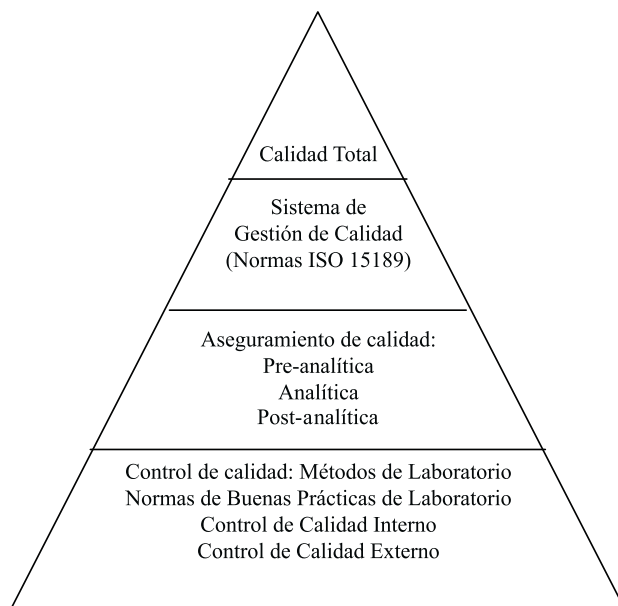 Calidad Total
Sistema de
Gestión de Calidad
(Normas ISO 15189)
Aseguramiento de calidad:
Pre-analítica
Analítica
Post-analítica
Control de calidad: Métodos de Laboratorio
Normas de Buenas Prácticas de Laboratorio
Control de Calidad Interno
Control de Calidad Externo